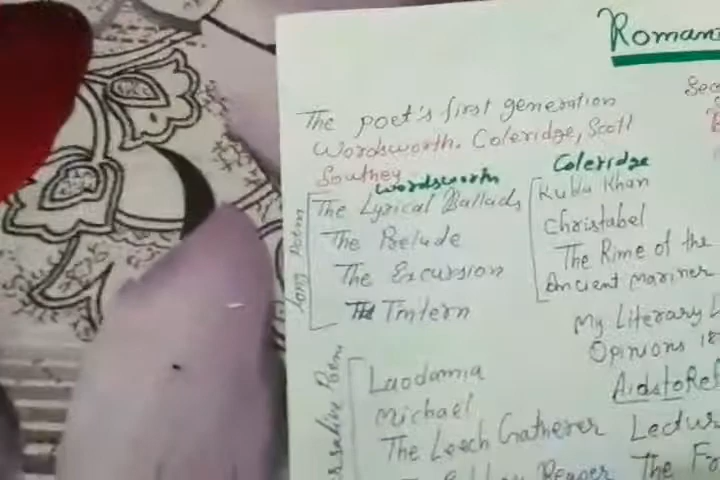 The poet's first generation
Wordsworth. Coleridge, Scott
Southey
Wordsworth
long Poem
The Lyrical Ballads
The Prelude
The Excursion
Tintern
Coleridge
Kubla Khan
Christabel
The Rime of the
Ancient Mariner
My Literary
Opinions
Laodamia
Michael
The Leech Gatherer
Poem
Reaper
The